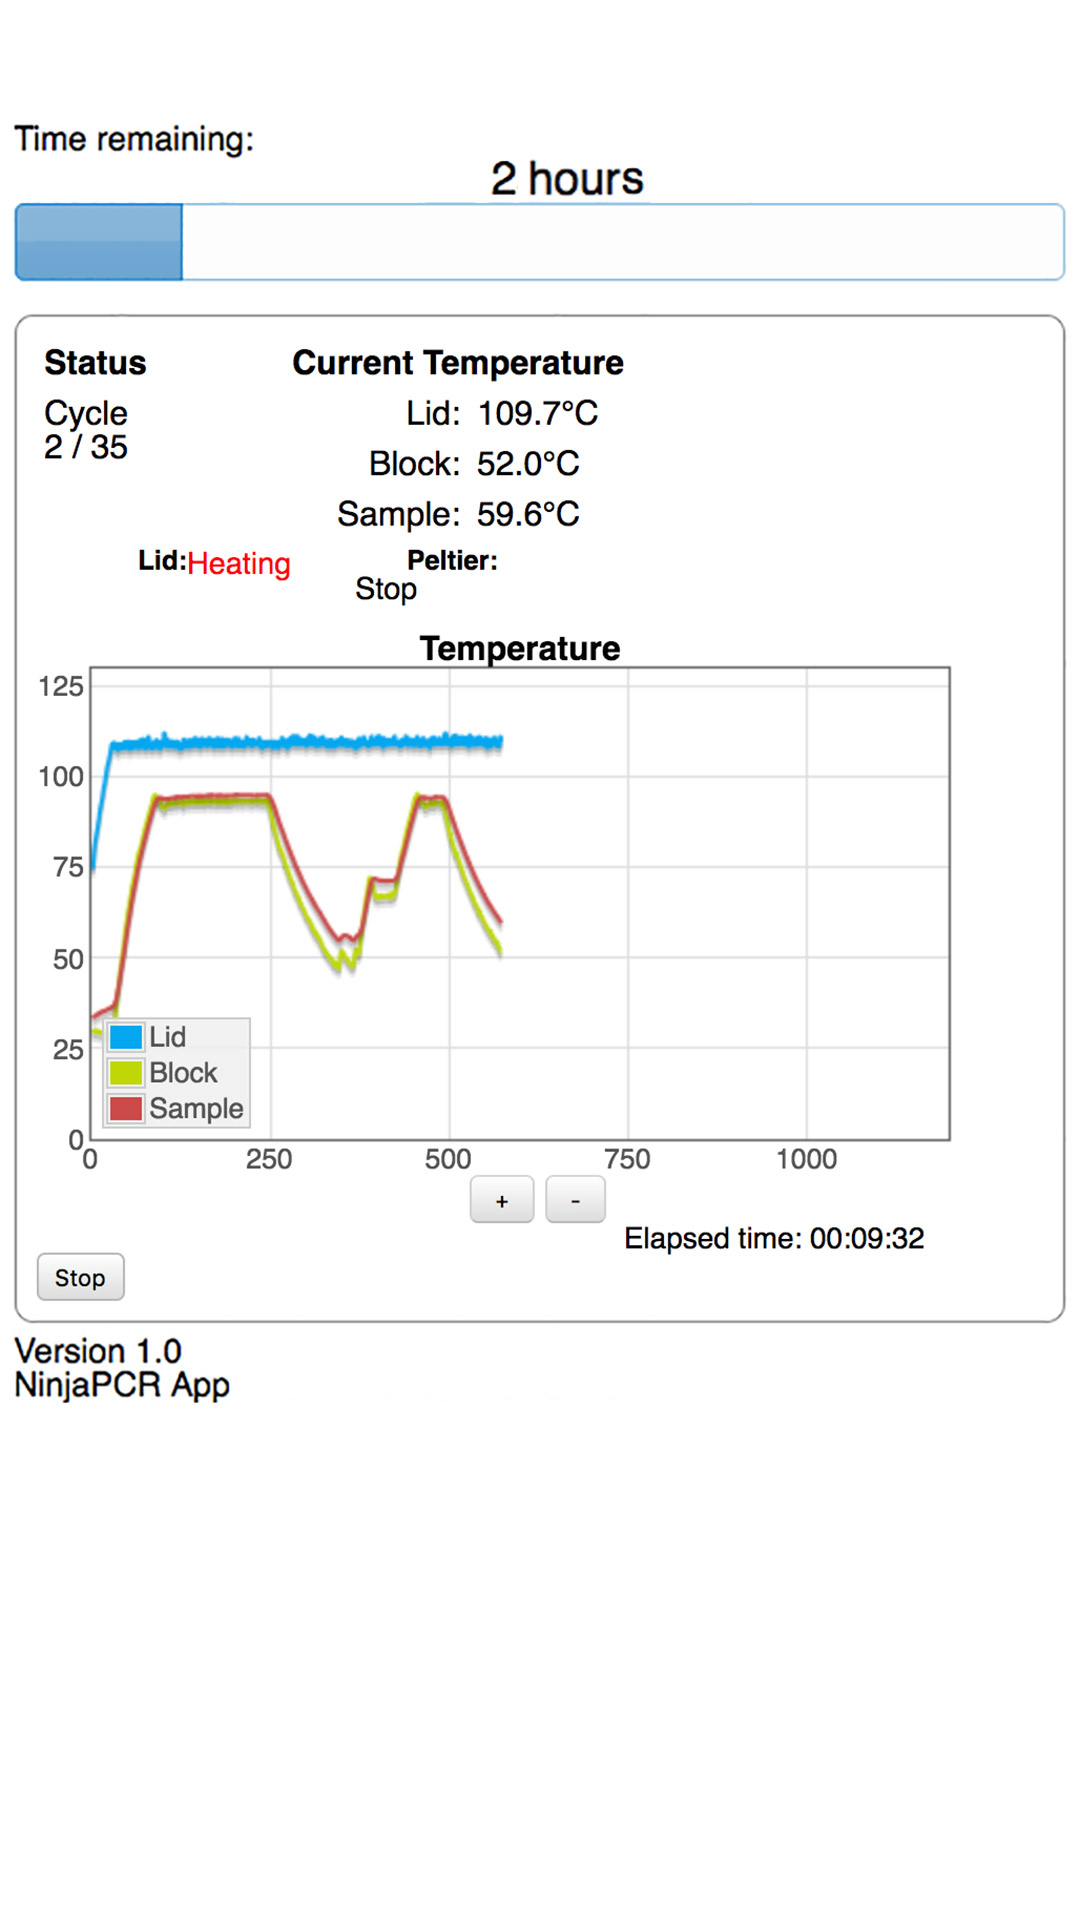 Time remaining:
2 hours
Status
Current Temperature
Cycle
2 / 35
Lid: 109.7°C
Block: 52.0°C
Sample: 59.6°C
Lid:Heating
Peltier:
Stop
Temperature
125
100
75
50
25
0
Lid
Block
Sample
0 250 500 750 1000
+ -
Elapsed time: 00:09:32
Stop
Version 1.0
NinjaPCR App